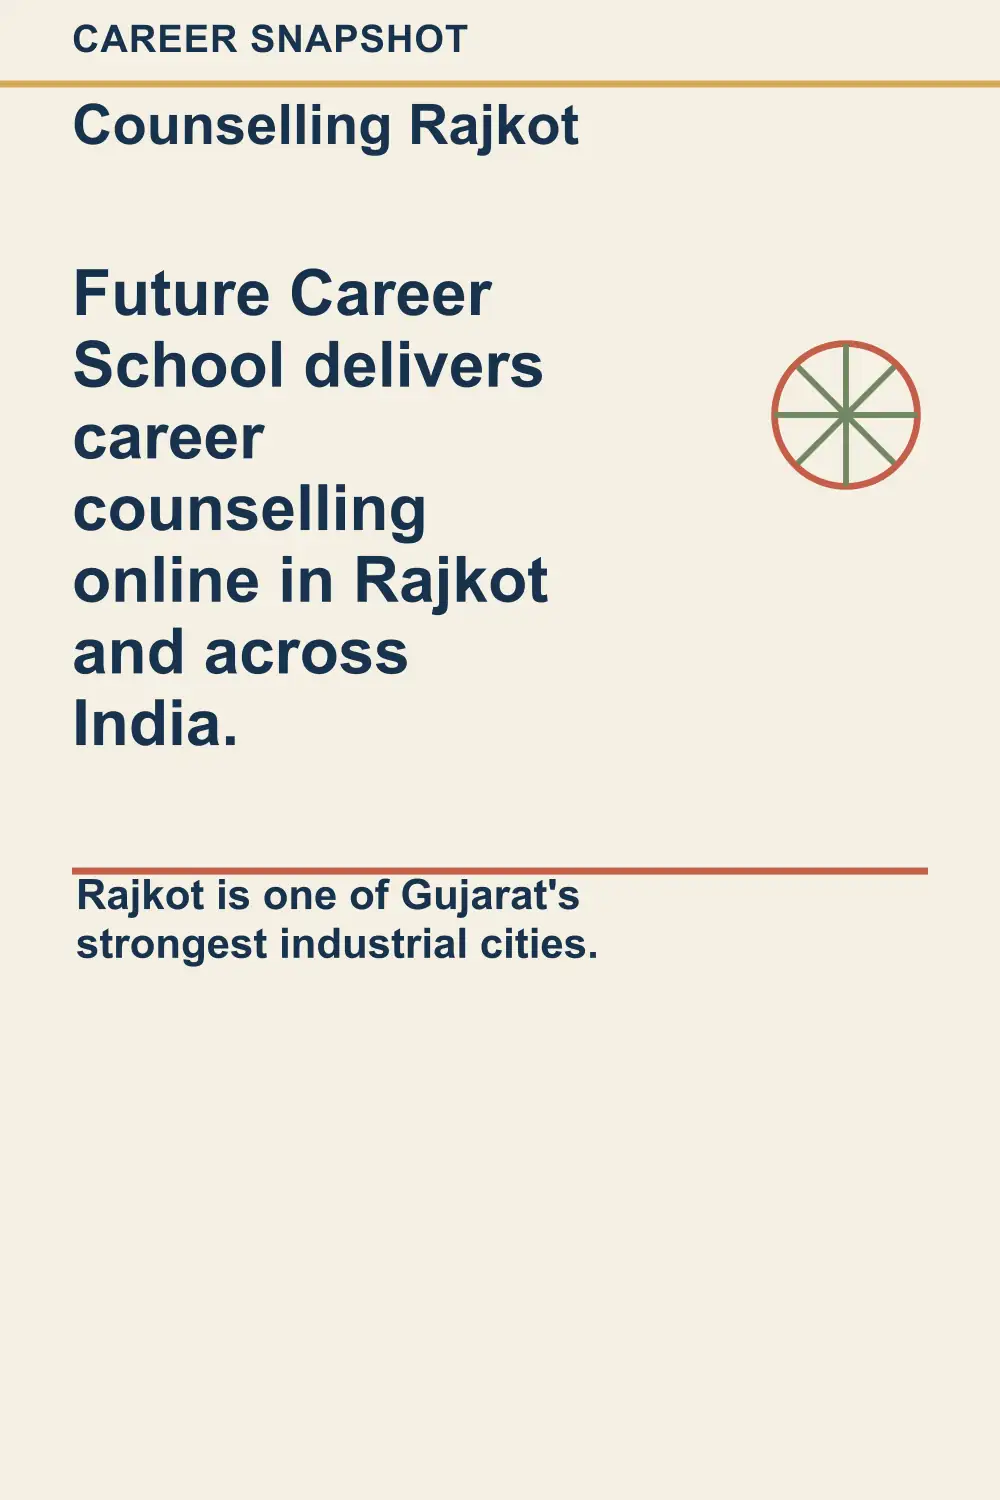 CAREER SNAPSHOT
Counselling Rajkot
Future Career
School delivers
career
counselling
online in Rajkot
and across
India.
Rajkot is one of Gujarat's
strongest industrial cities.